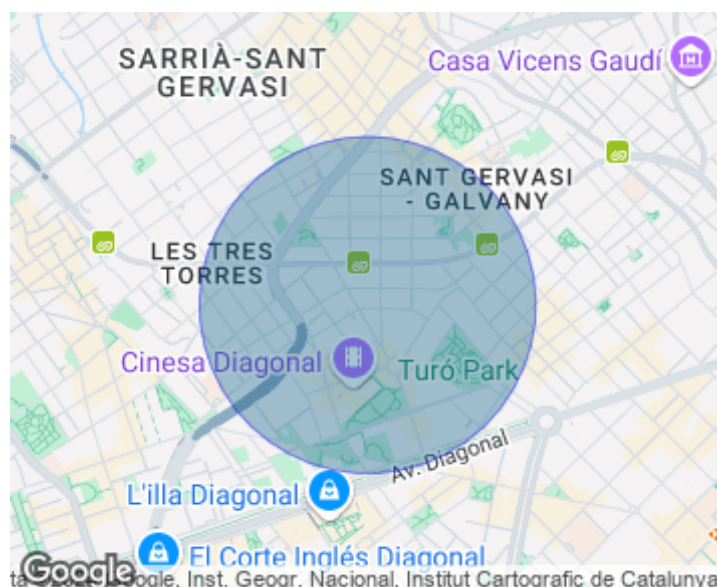 SARRIÀ-SANT
GERVASI
Casa Vicens Gaudí
SANT GERVASI
- GALVANY
LES TRES
TORRES
Cinesa Diagonal
Turó Park
Av. Diagonal
L'illa Diagonal
El Corte Inglés Diagonal
Google
Google, Inst. Geogr. Nacional, Institut Cartografic de Catalunya